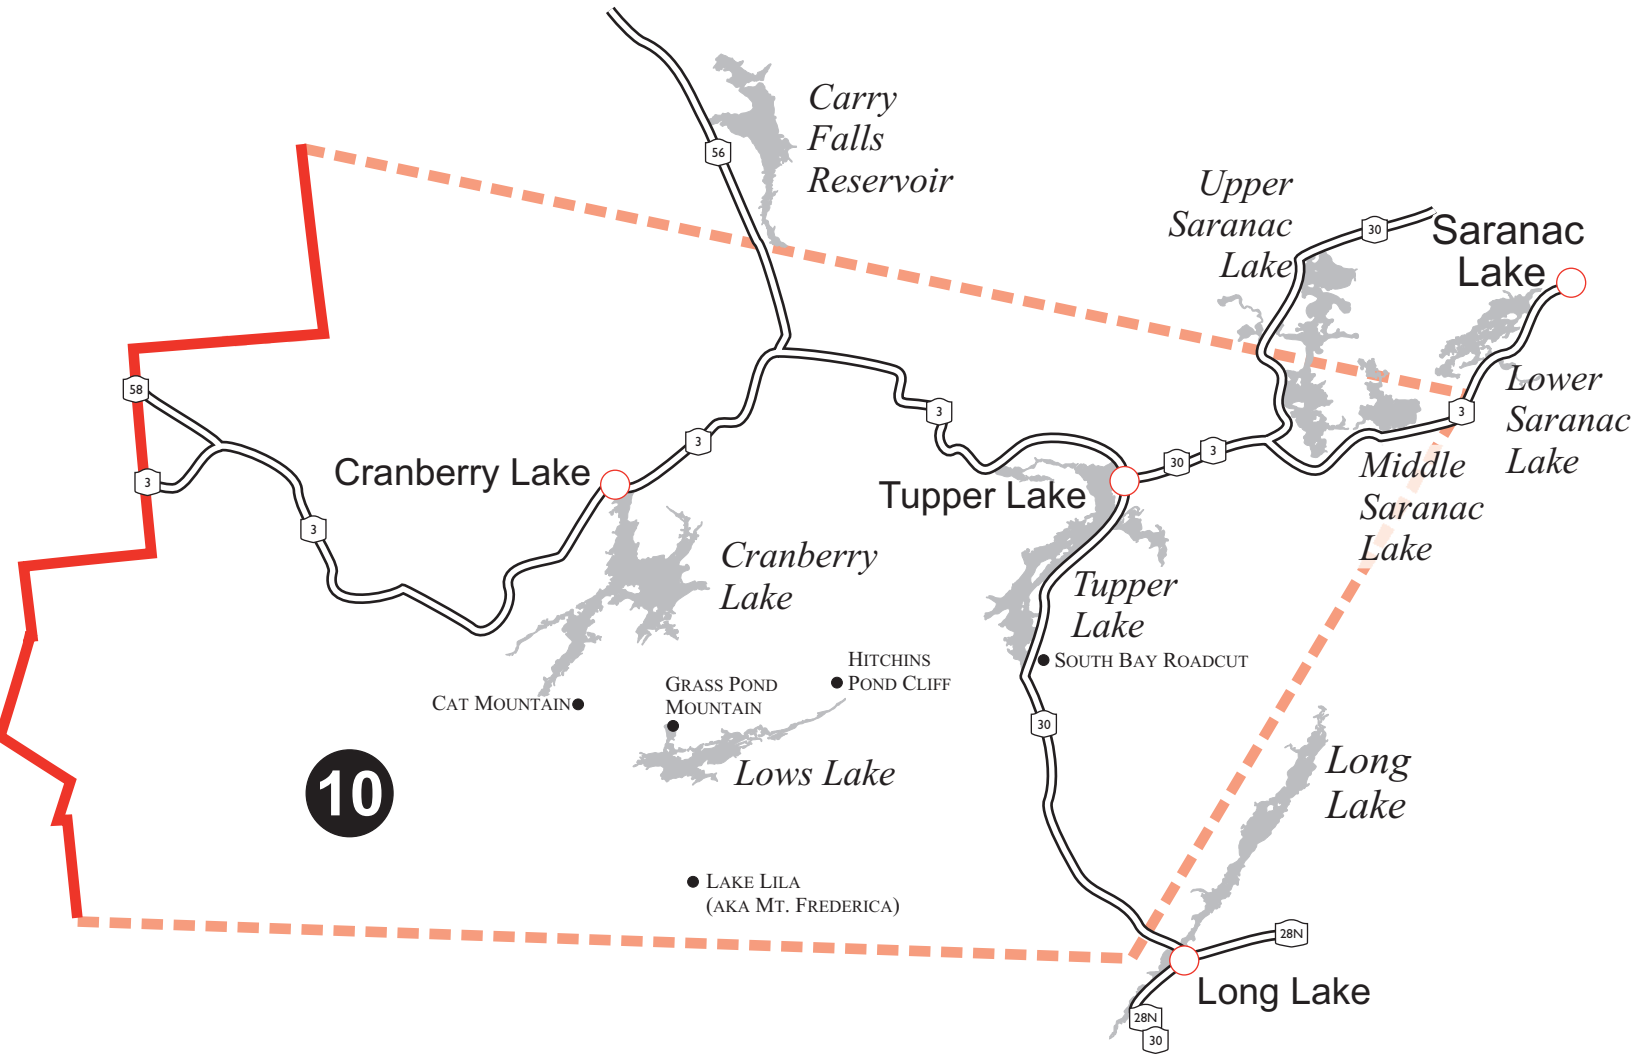 Carry
Falls
Reservoir
56
Upper
Saranac
Lake
30
Saranac
Lake
58
3
3
Cranberry Lake
3
3
Tupper Lake
30
3
3
Lower
Saranac
Lake
Middle
Saranac
Lake
Cranberry
Lake
Tupper
Lake
SOUTH BAY ROADCUT
HITCHINS
POND CLIFF
GRASS POND
MOUNTAIN
CAT MOUNTAIN
30
Lows Lake
Long
Lake
10
LAKE LILA
(AKA MT. FREDERICA)
28N
Long Lake
28N
30